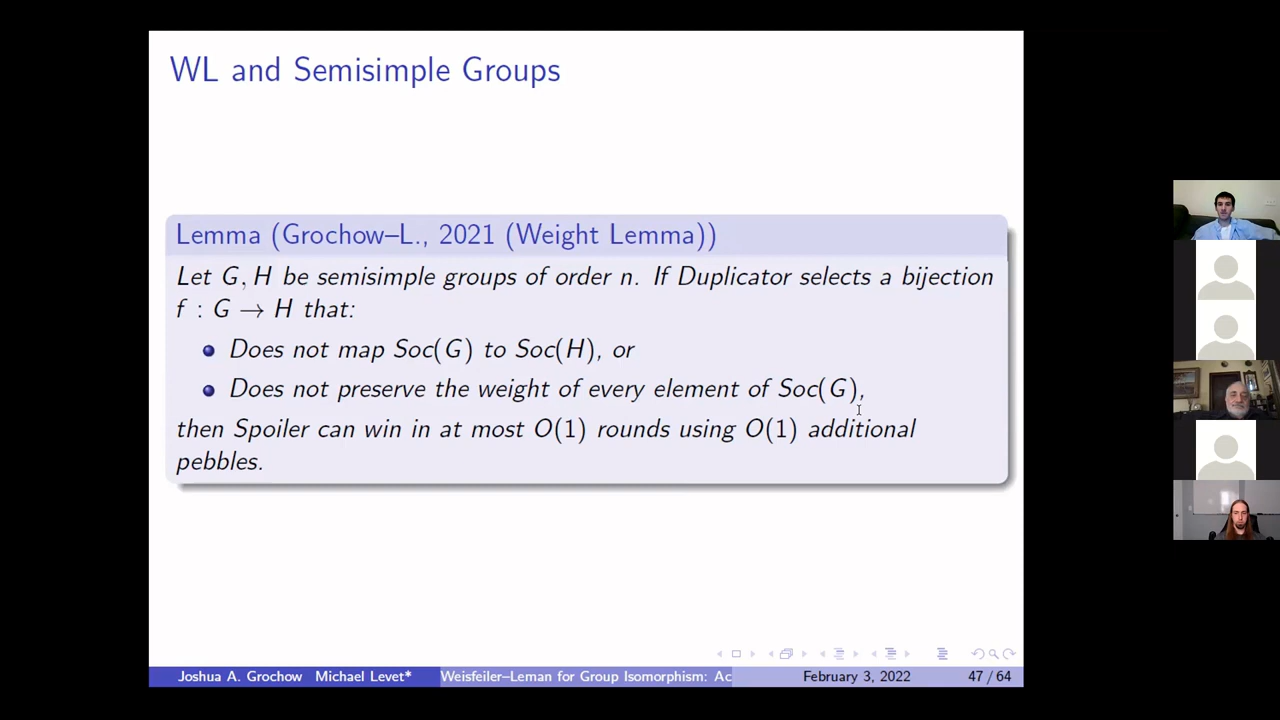 WL and Semisimple Groups
Lemma (Grochow–L., 2021 (Weight Lemma))
Let G, H be semisimple groups of order n. If Duplicator selects a bijection
f : G → H that:
Does not map Soc(G) to Soc(H), or
Does not preserve the weight of every element of Soc(G),
then Spoiler can win in at most O(1) rounds using O(1) additional
pebbles.
Joshua A. Grochow Michael Levet* Weisfeiler–Leman for Group Isomorphism: Ac February 3, 2022 47 / 64